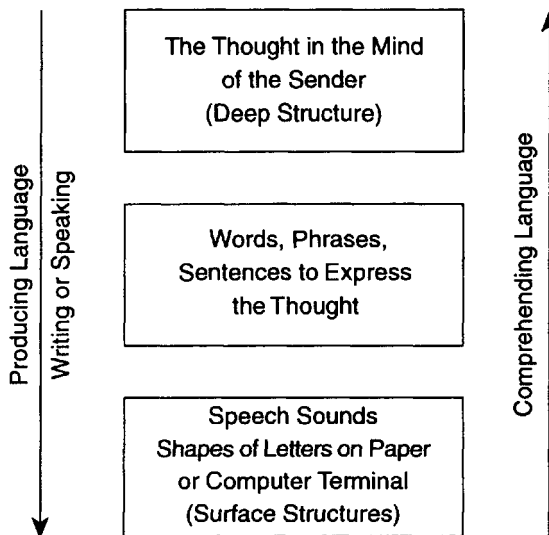 The Thought in the Mind
of the Sender
(Deep Structure)
Producing Language
Writing or Speaking
Words, Phrases,
Sentences to Express
the Thought
Comprehending Language
Speech Sounds
Shapes of Letters on Paper
or Computer Terminal
(Surface Structures)